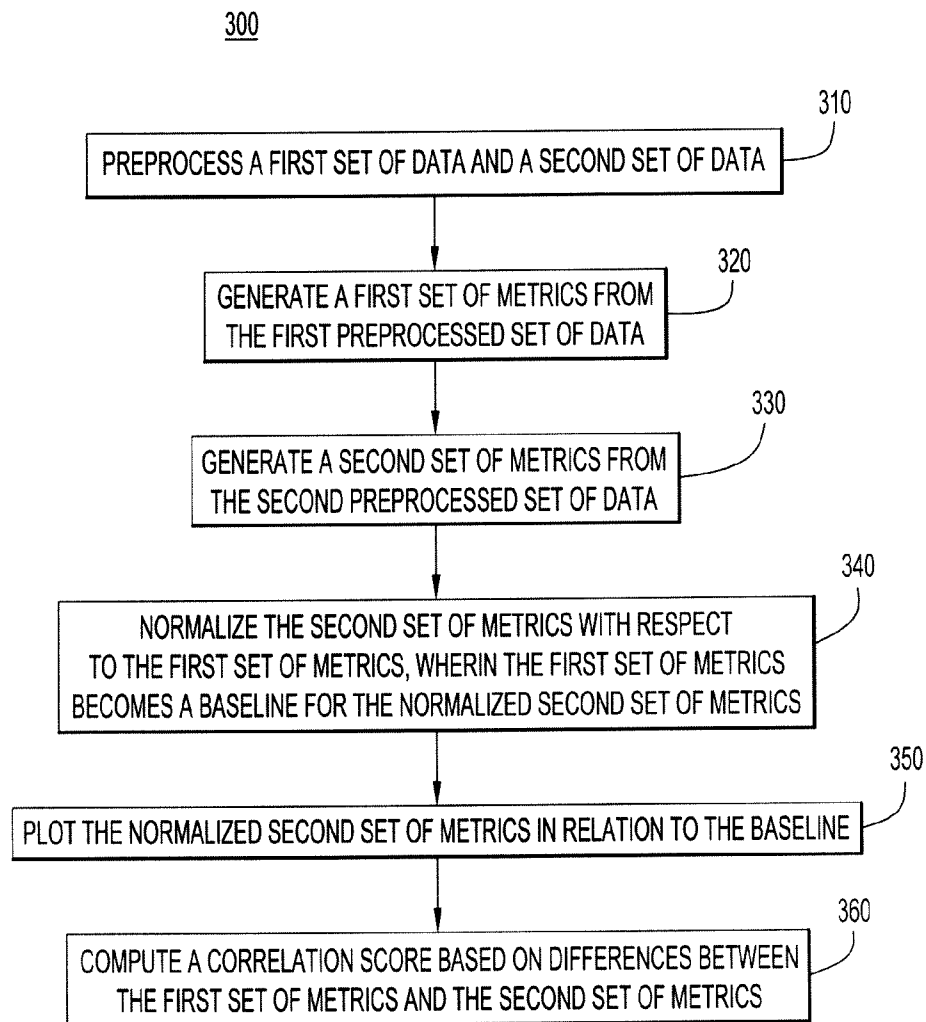 300
310
PREPROCESS A FIRST SET OF DATA AND A SECOND SET OF DATA
320
GENERATE A FIRST SET OF METRICS FROM
THE FIRST PREPROCESSED SET OF DATA
330
GENERATE A SECOND SET OF METRICS FROM
THE SECOND PREPROCESSED SET OF DATA
340
NORMALIZE THE SECOND SET OF METRICS WITH RESPECT
TO THE FIRST SET OF METRICS, WHERIN THE FIRST SET OF METRICS
BECOMES A BASELINE FOR THE NORMALIZED SECOND SET OF METRICS
350
PLOT THE NORMALIZED SECOND SET OF METRICS IN RELATION TO THE BASELINE
360
COMPUTE A CORRELATION SCORE BASED ON DIFFERENCES BETWEEN
THE FIRST SET OF METRICS AND THE SECOND SET OF METRICS